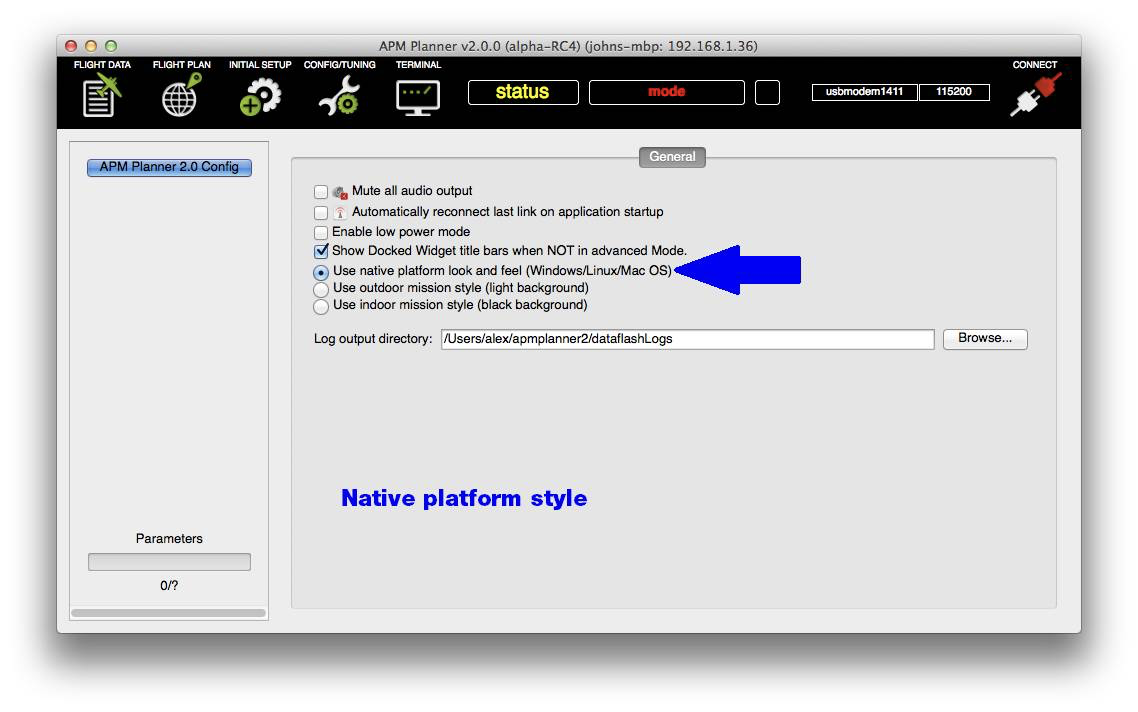 APM Planner v2.0.0 (alpha-RC4) (johns-mbp: 192.168.1.36)
FLIGHT DATA FLIGHT PLAN INITIAL SETUP CONFIG/TUNING TERMINAL CONNECT
status mode usbmodem1411 115200
APM Planner 2.0 Config
General
Mute all audio output
Automatically reconnect last link on application startup
Enable low power mode
Show Docked Widget title bars when NOT in advanced Mode.
Use native platform look and feel (Windows/Linux/Mac OS)
Use outdoor mission style (light background)
Use indoor mission style (black background)
Log output directory: /Users/alex/apmplanner2/dataflashLogs Browse...
Native platform style
Parameters
0/?